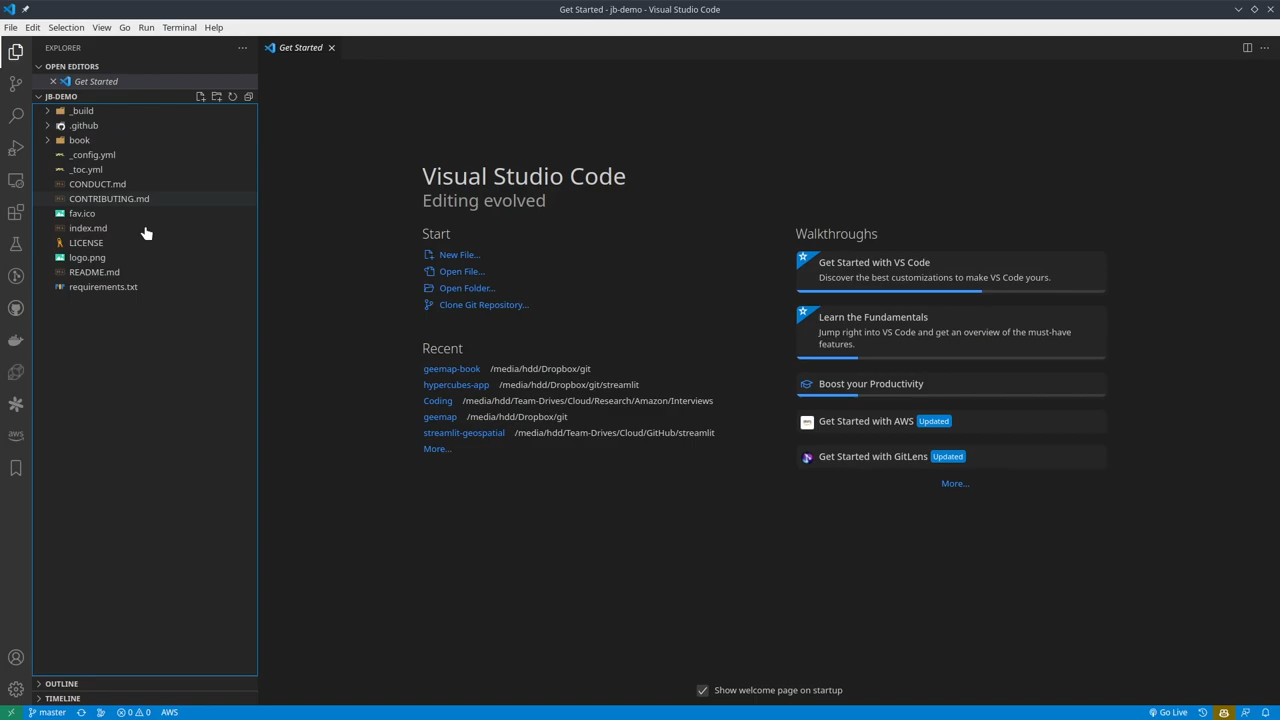 Get Started - jb-demo - Visual Studio Code
File Edit Selection View Go Run Terminal Help
EXPLORER
Get Started
OPEN EDITORS
Get Started
JB-DEMO
_build
.github
book
_config.yml
_toc.yml
CONDUCT.md
CONTRIBUTING.md
fav.ico
index.md
LICENSE
logo.png
README.md
requirements.txt
OUTLINE
TIMELINE
Visual Studio Code
Editing evolved
Start
New File...
Open File...
Open Folder...
Clone Git Repository...
Recent
geemap-book /media/hdd/Dropbox/git
hypercubes-app /media/hdd/Dropbox/git/streamlit
Coding /media/hdd/Team-Drives/Cloud/Research/Amazon/Interviews
geemap /media/hdd/Dropbox/git
streamlit-geospatial /media/hdd/Team-Drives/Cloud/GitHub/streamlit
More...
Walkthroughs
Get Started with VS Code
Discover the best customizations to make VS Code yours.
Learn the Fundamentals
Jump right into VS Code and get an overview of the must-have
features.
Boost your Productivity
Get Started with AWS Updated
Get Started with GitLens Updated
More...
Show welcome page on startup
master 0 0 AWS Go Live